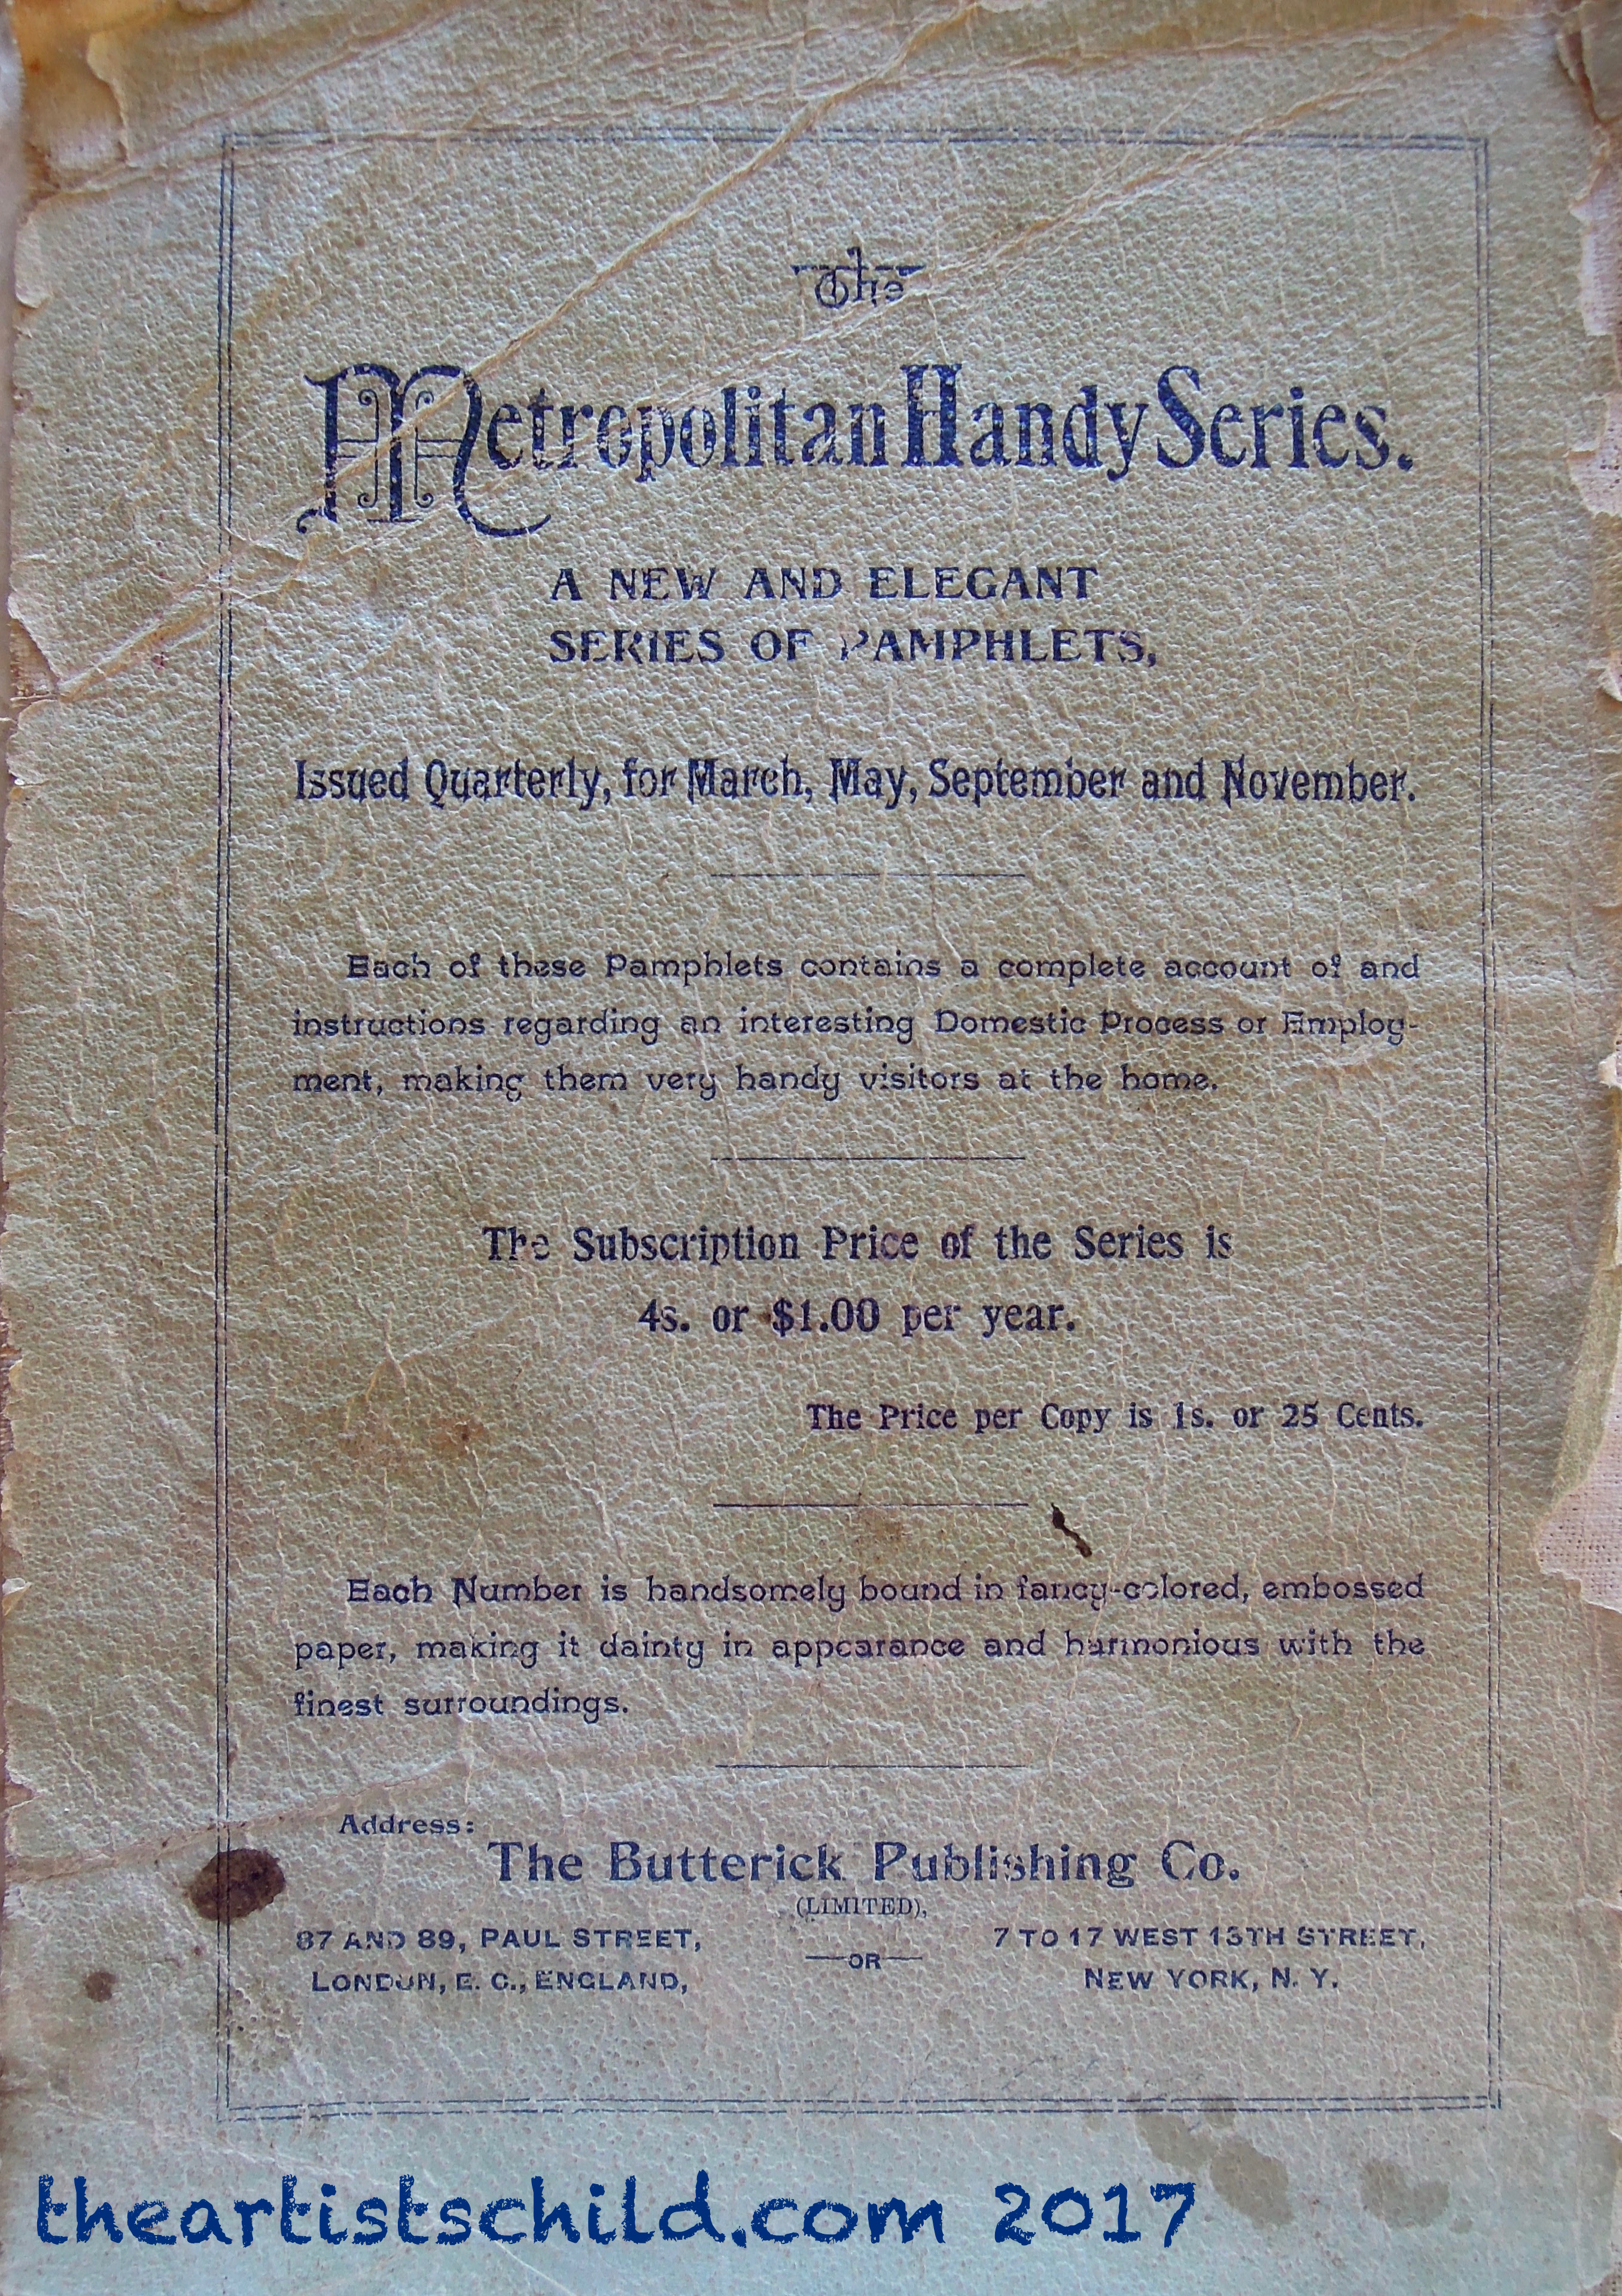 The
Metropolitan Handy Series.
A NEW AND ELEGANT
SERIES OF PAMPHLETS,
Issued Quarterly, for March, May, September and November.
Each of these Pamphlets contains a complete account of and
instructions regarding an interesting Domestic Process or Employ-
ment, making them very handy visitors at the home.
The Subscription Price of the Series is
4s. or $1.00 per year.
The Price per Copy is 1s. or 25 Cents.
Each Number is handsomely bound in fancy-colored, embossed
paper, making it dainty in appearance and harmonious with the
finest surroundings.
Address:
The Butterick Publishing Co.
(LIMITED),
87 AND 89, PAUL STREET,
LONDON, E. C., ENGLAND,
—OR—
7 TO 17 WEST 13TH STREET,
NEW YORK, N. Y.
theartistschild.com 2017